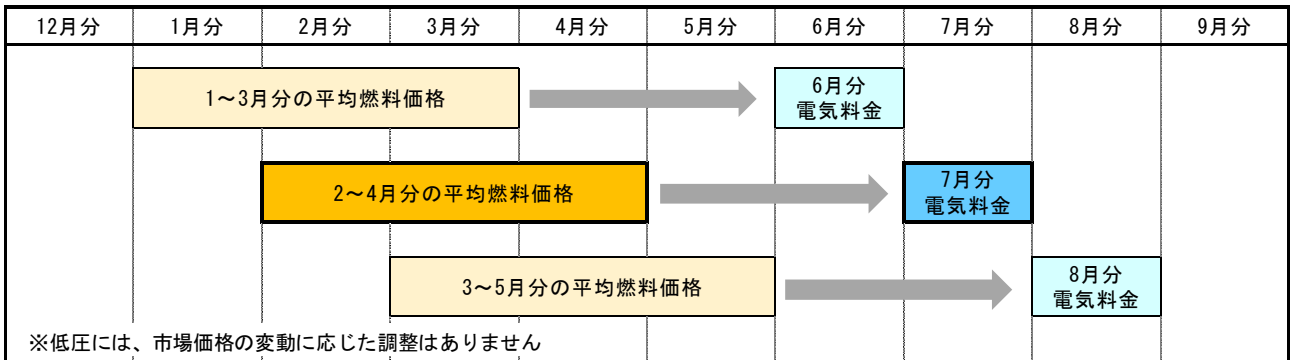 12月分 1月分 2月分 3月分 4月分 5月分 6月分 7月分 8月分 9月分
1～3月分の平均燃料価格
6月分
電気料金
2～4月分の平均燃料価格
7月分
電気料金
3～5月分の平均燃料価格
8月分
電気料金
※低圧には、市場価格の変動に応じた調整はありません